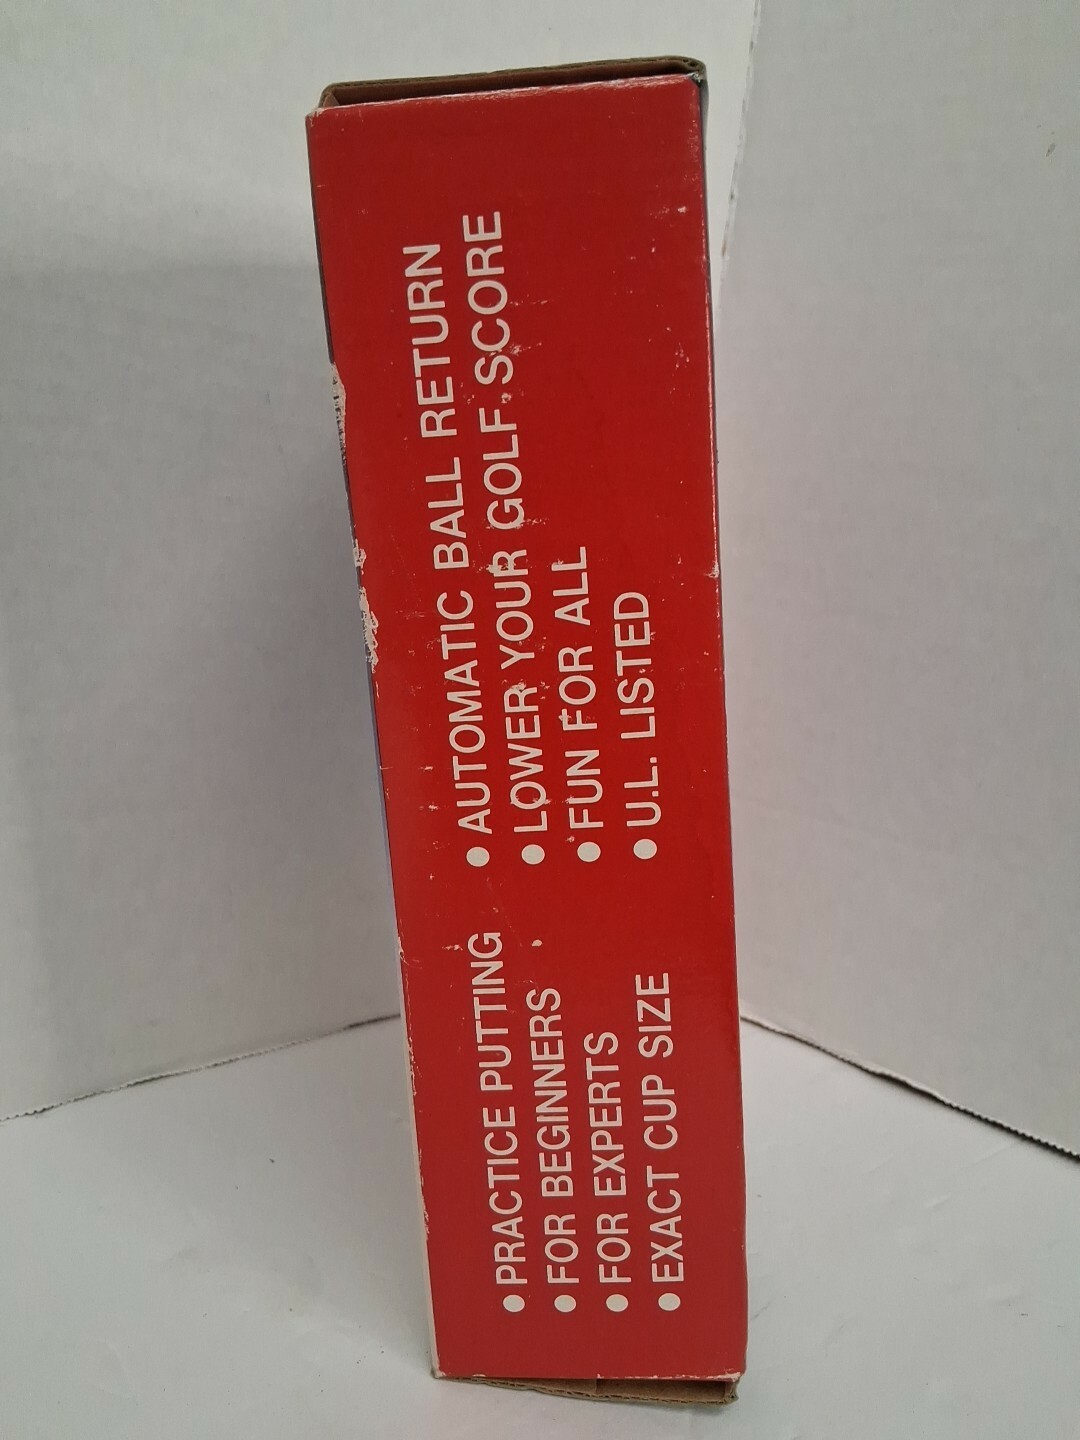 • PRACTICE PUTTING
• FOR BEGINNERS
• FOR EXPERTS
• EXACT CUP SIZE
• AUTOMATIC BALL RETURN
• LOWER YOUR GOLF SCORE
• FUN FOR ALL
• U.L. LISTED